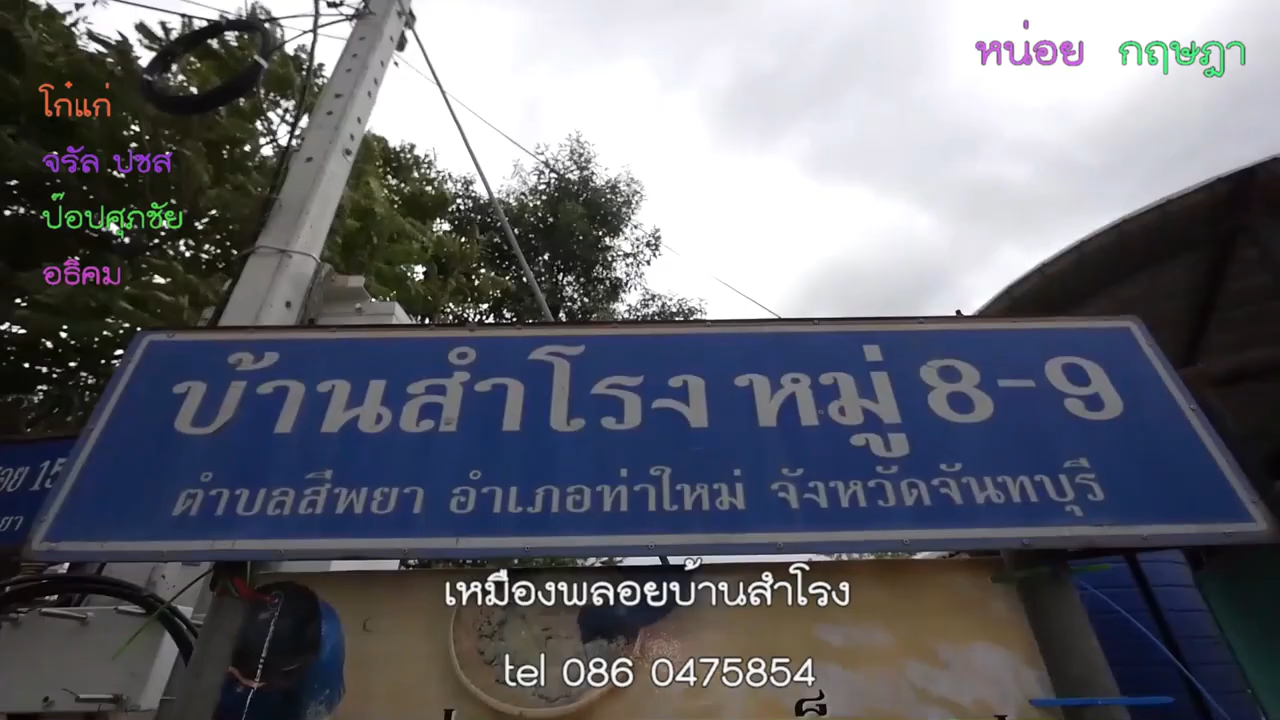 หน่อย กฤษฎา
โก๋แก่
จรัล ปชส
ป๊อปศุภชัย
อธิคม
บ้านสำโรง หมู่ 8-9
ตำบลสีพยา อำเภอท่าใหม่ จังหวัดจันทบุรี
15
เหมืองพลอยบ้านสำโรง
tel 086 0475854